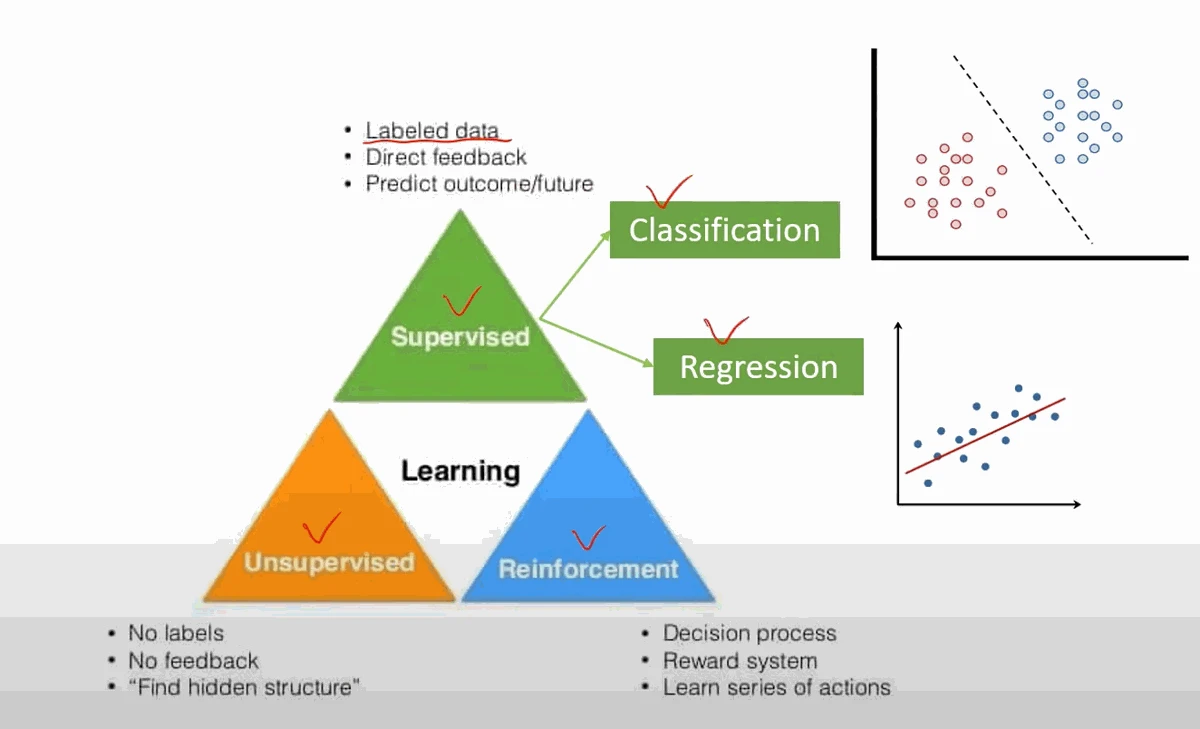 • Labeled data
• Direct feedback
• Predict outcome/future
Classification
Supervised
Regression
Learning
Unsupervised
Reinforcement
• No labels
• No feedback
• “Find hidden structure”
• Decision process
• Reward system
• Learn series of actions